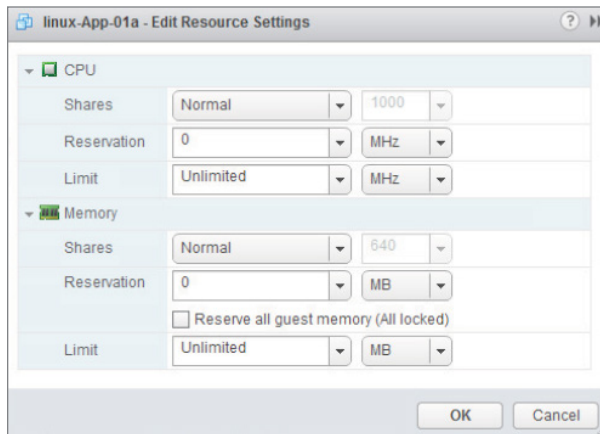 linux-App-01a - Edit Resource Settings ?
CPU
Shares Normal 1000
Reservation 0 MHz
Limit Unlimited MHz
Memory
Shares Normal 640
Reservation 0 MB
Reserve all guest memory (All locked)
Limit Unlimited MB
OK Cancel